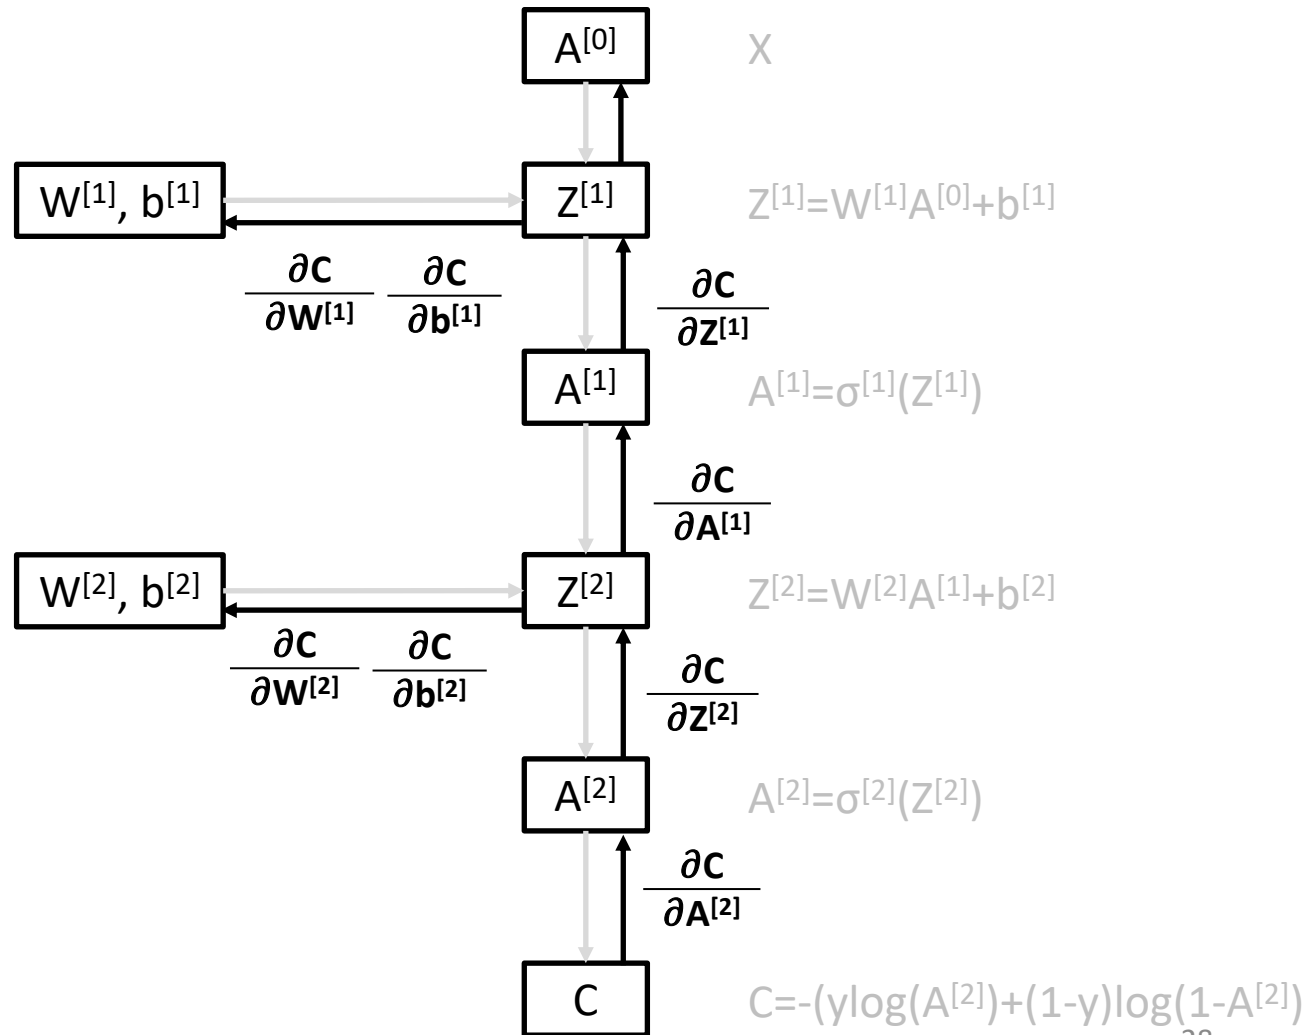 A[0] X
W[1], b[1] Z[1] Z[1]=W[1]A[0]+b[1]
∂C ∂C ∂C
∂W[1] ∂b[1] ∂Z[1]
A[1] A[1]=σ[1](Z[1])
∂C
∂A[1]
W[2], b[2] Z[2] Z[2]=W[2]A[1]+b[2]
∂C ∂C ∂C
∂W[2] ∂b[2] ∂Z[2]
A[2] A[2]=σ[2](Z[2])
∂C
∂A[2]
C C=-(ylog(A[2])+(1-y)log(1-A[2])